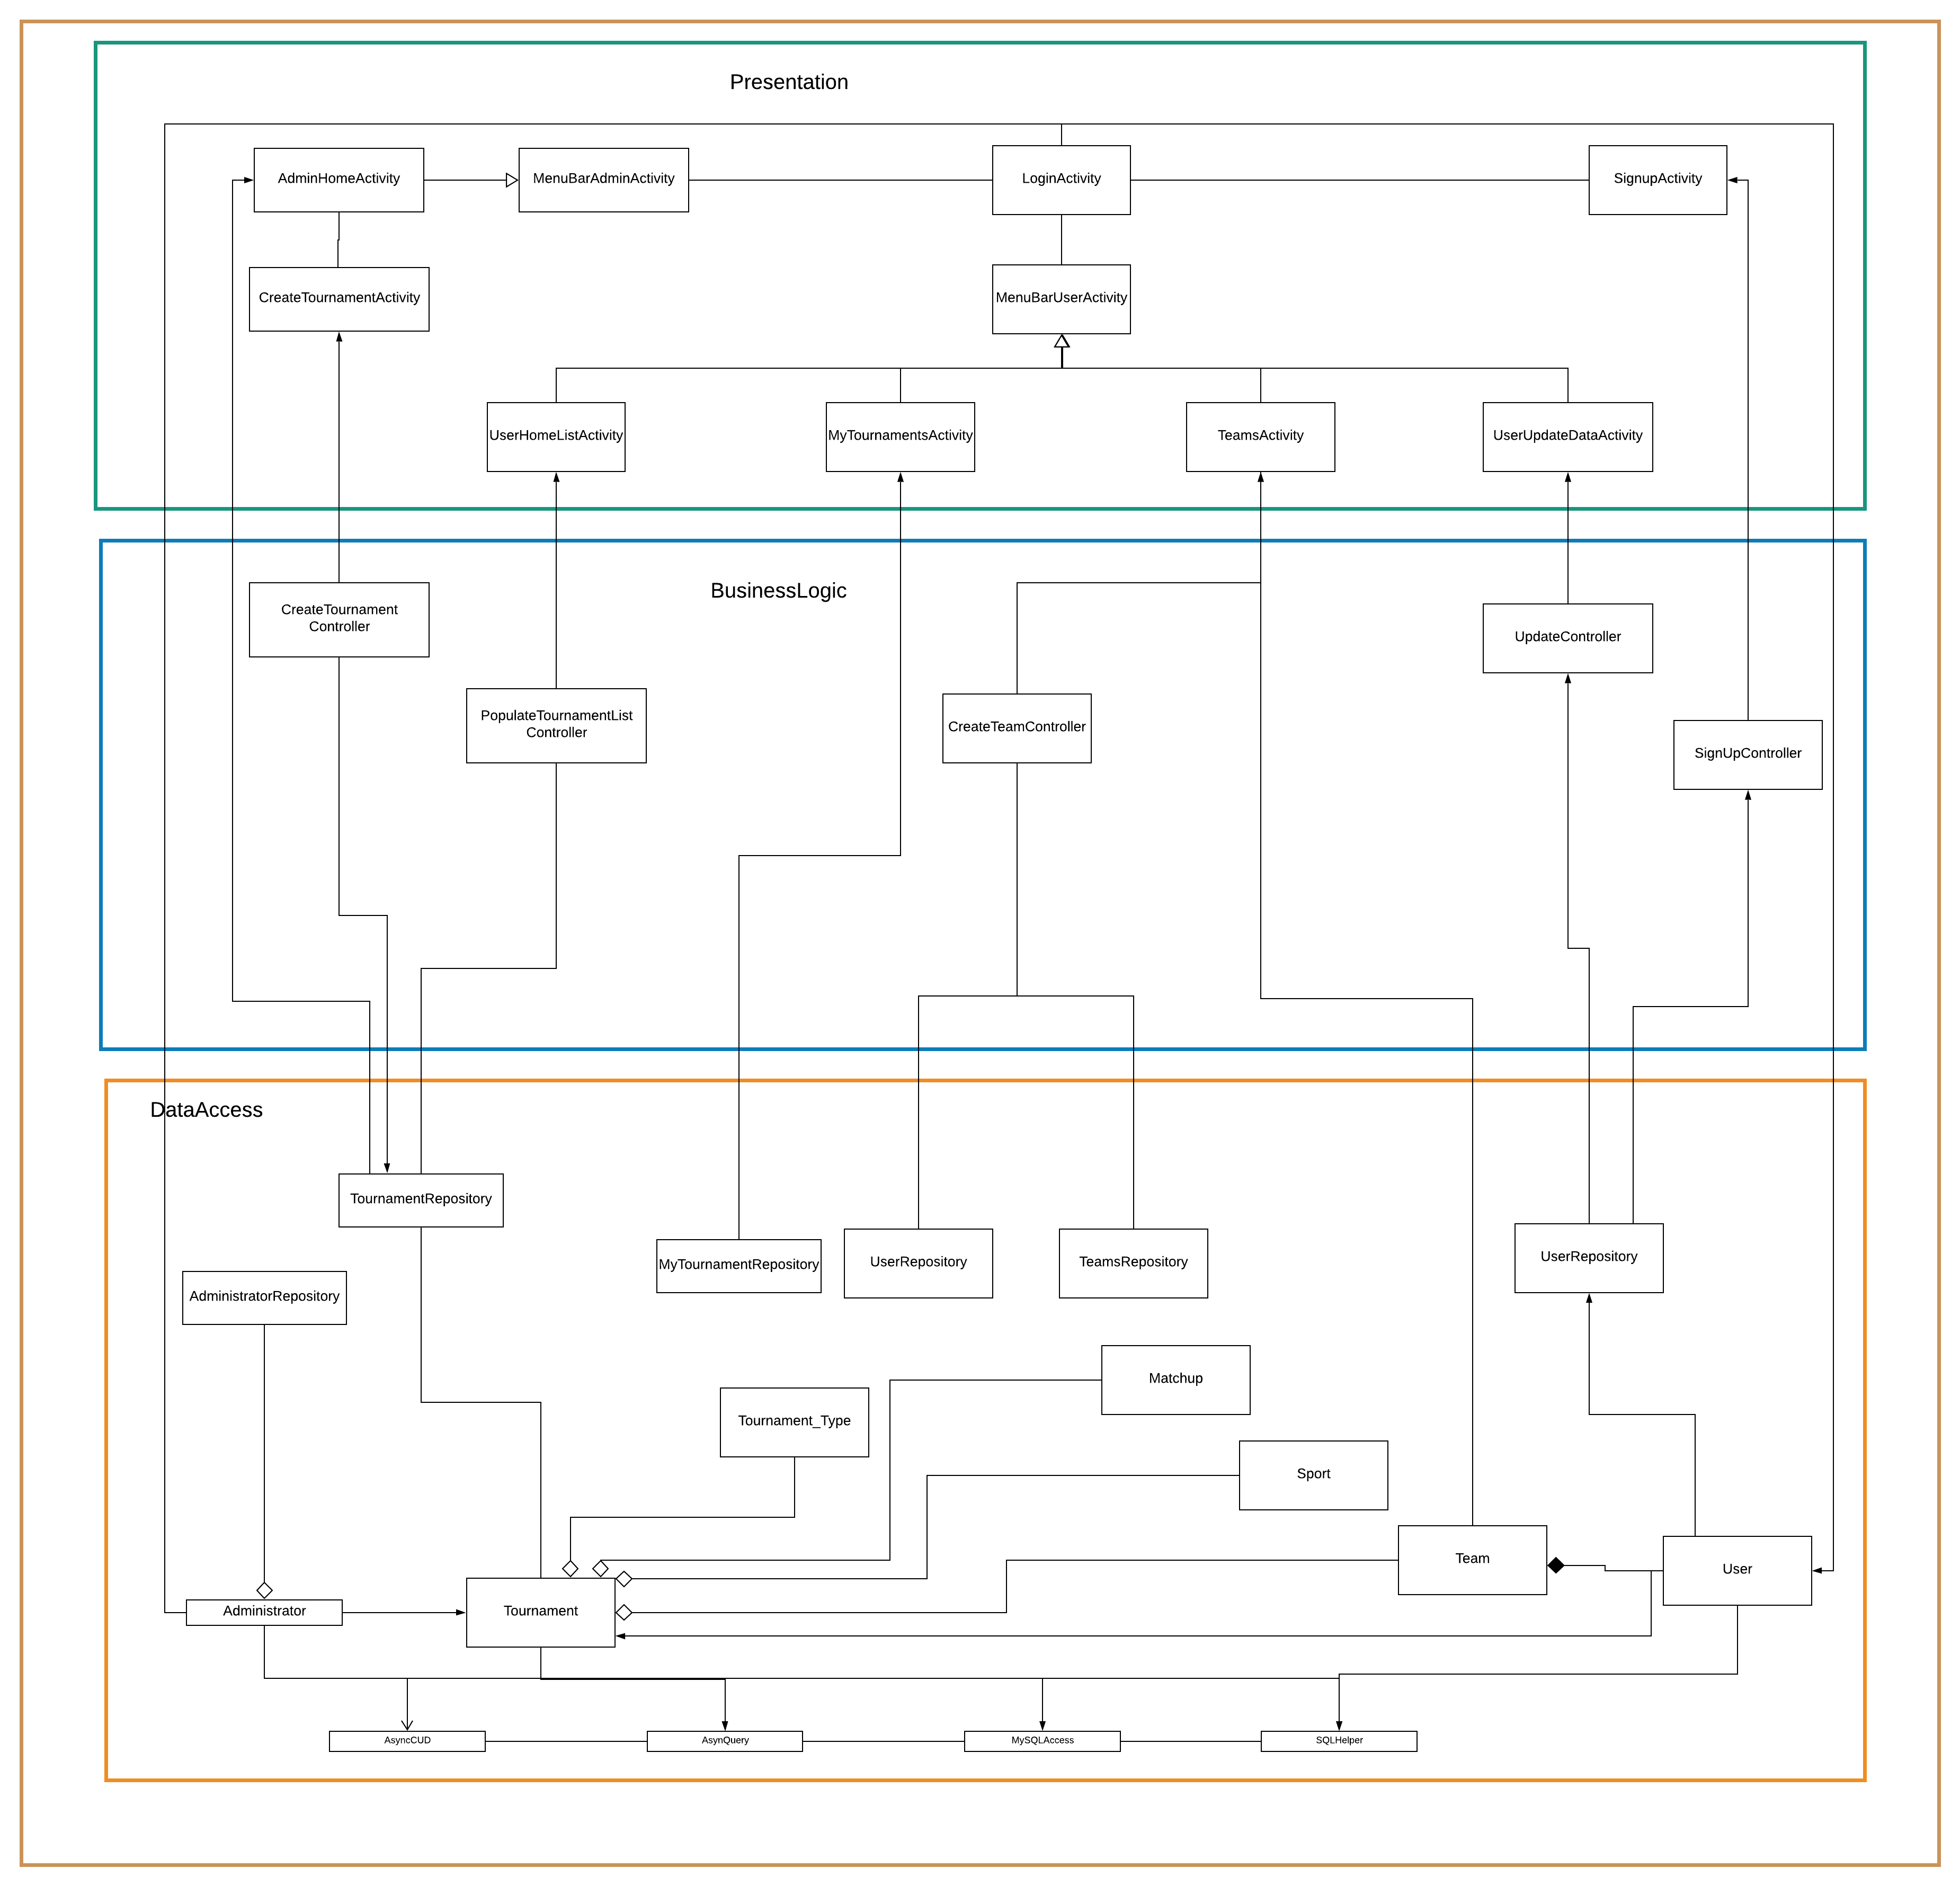 Presentation
AdminHomeActivity
MenuBarAdminActivity
LoginActivity
SignupActivity
CreateTournamentActivity
MenuBarUserActivity
UserHomeListActivity
MyTournamentsActivity
TeamsActivity
UserUpdateDataActivity
BusinessLogic
CreateTournament
Controller
UpdateController
PopulateTournamentList
Controller
CreateTeamController
SignUpController
DataAccess
TournamentRepository
MyTournamentRepository
UserRepository
TeamsRepository
UserRepository
AdministratorRepository
Matchup
Tournament_Type
Sport
Team
User
Administrator
Tournament
AsyncCUD
AsynQuery
MySQLAccess
SQLHelper